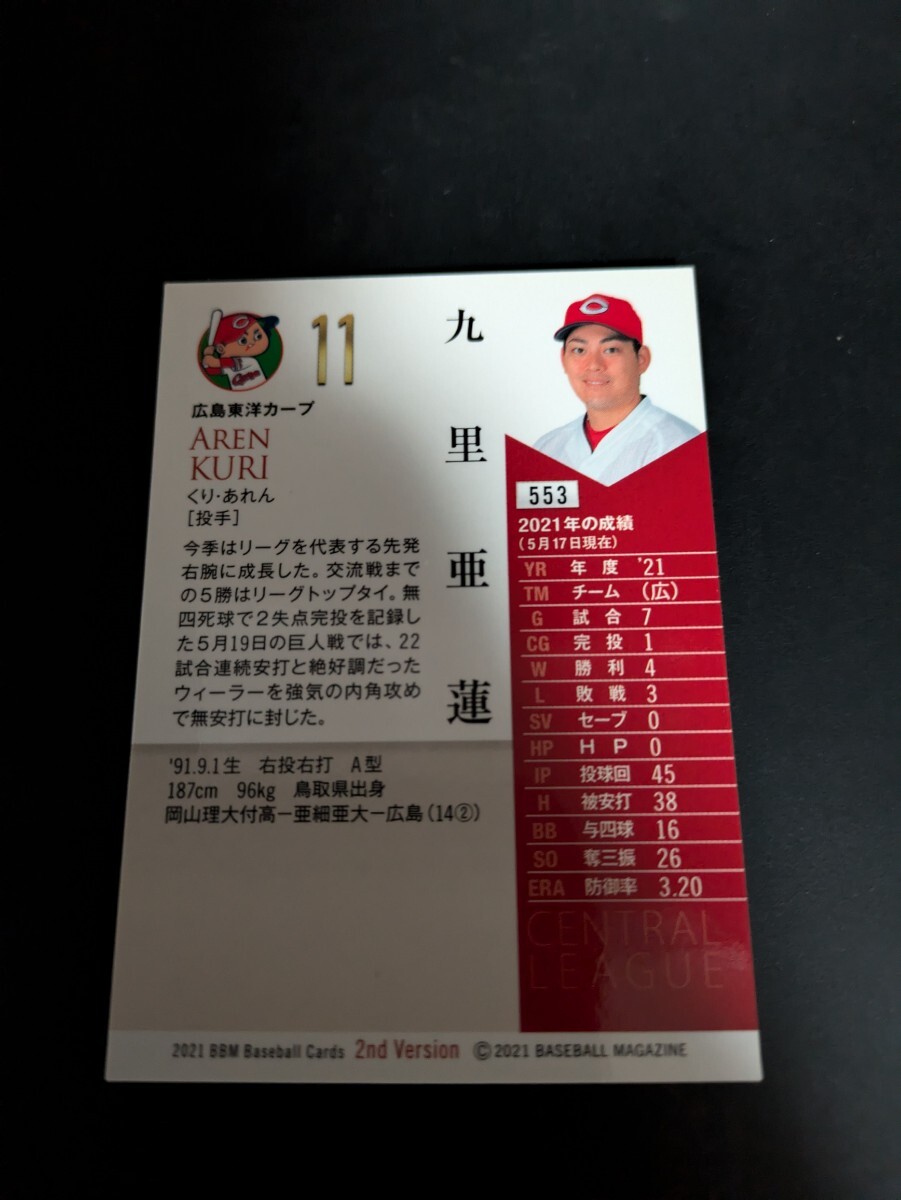 11
広島東洋カープ
AREN
KURI
くり・あれん
[投手]
九里亜蓮
今季はリーグを代表する先発
右腕に成長した。交流戦まで
の5勝はリーグトップタイ。無
四死球で2失点完投を記録し
た5月19日の巨人戦では、22
試合連続安打と絶好調だった
ウィーラーを強気の内角攻め
で無安打に封じた。
'91.9.1生 右投右打 A型
187cm 96kg 鳥取県出身
岡山理大付高ー亜細亜大ー広島(14②)
553
2021年の成績
(5月17日現在)
YR 年度 '21
TM チーム (広)
G 試合 7
CG 完投 1
W 勝利 4
L 敗戦 3
SV セーブ 0
HP HP 0
IP 投球回 45
H 被安打 38
BB 与四球 16
SO 奪三振 26
ERA 防御率 3.20
CENTRAL
LEAGUE
2021 BBM Baseball Cards 2nd Version ©2021 BASEBALL MAGAZINE